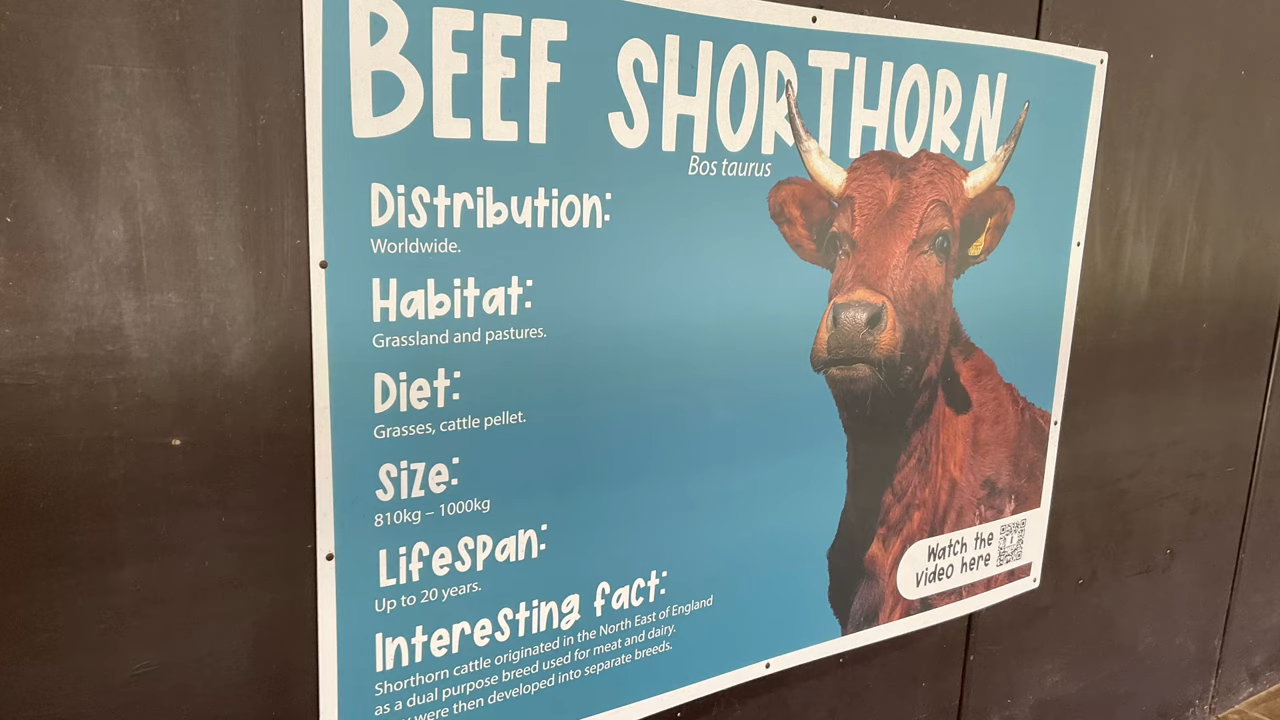 BEEF SHORTHORN
Bos taurus
Distribution:
Worldwide.
Habitat:
Grassland and pastures.
Diet:
Grasses, cattle pellet.
Size:
810kg – 1000kg
Lifespan:
Up to 20 years.
Interesting fact:
Shorthorn cattle originated in the North East of England
as a dual purpose breed used for meat and dairy.
were then developed into separate breeds.
Watch the
video here